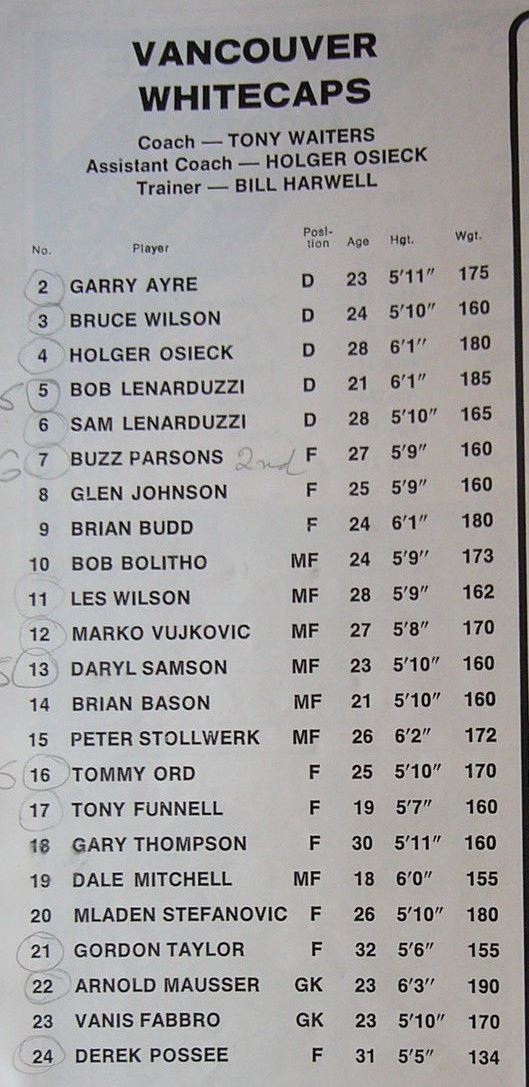 VANCOUVER
WHITECAPS
Coach — TONY WAITERS
Assistant Coach — HOLGER OSIECK
Trainer — BILL HARWELL
No. Player Posi-tion Age Hgt. Wgt.
2 GARRY AYRE D 23 5'11" 175
3 BRUCE WILSON D 24 5'10" 160
4 HOLGER OSIECK D 28 6'1" 180
5 BOB LENARDUZZI D 21 6'1" 185
6 SAM LENARDUZZI D 28 5'10" 165
7 BUZZ PARSONS 2nd F 27 5'9" 160
8 GLEN JOHNSON F 25 5'9" 160
9 BRIAN BUDD F 24 6'1" 180
10 BOB BOLITHO MF 24 5'9" 173
11 LES WILSON MF 28 5'9" 162
12 MARKO VUJKOVIC MF 27 5'8" 170
13 DARYL SAMSON MF 23 5'10" 160
14 BRIAN BASON MF 21 5'10" 160
15 PETER STOLLWERK MF 26 6'2" 172
16 TOMMY ORD F 25 5'10" 170
17 TONY FUNNELL F 19 5'7" 160
18 GARY THOMPSON F 30 5'11" 160
19 DALE MITCHELL MF 18 6'0" 155
20 MLADEN STEFANOVIC F 26 5'10" 180
21 GORDON TAYLOR F 32 5'6" 155
22 ARNOLD MAUSSER GK 23 6'3" 190
23 VANIS FABBRO GK 23 5'10" 170
24 DEREK POSSEE F 31 5'5" 134